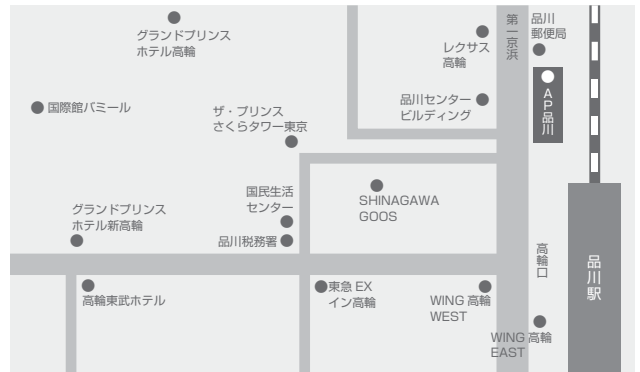 グランドプリンス
ホテル高輪
国際館パミール
ザ・プリンス
さくらタワー東京
レクサス
高輪
第一京浜
品川
郵便局
品川センター
ビルディング
AP品川
国民生活
センター
品川税務署
SHINAGAWA
GOOS
グランドプリンス
ホテル新高輪
高輪口
品川駅
高輪東武ホテル
東急 EX
イン高輪
WING 高輪
WEST
WING 高輪
EAST